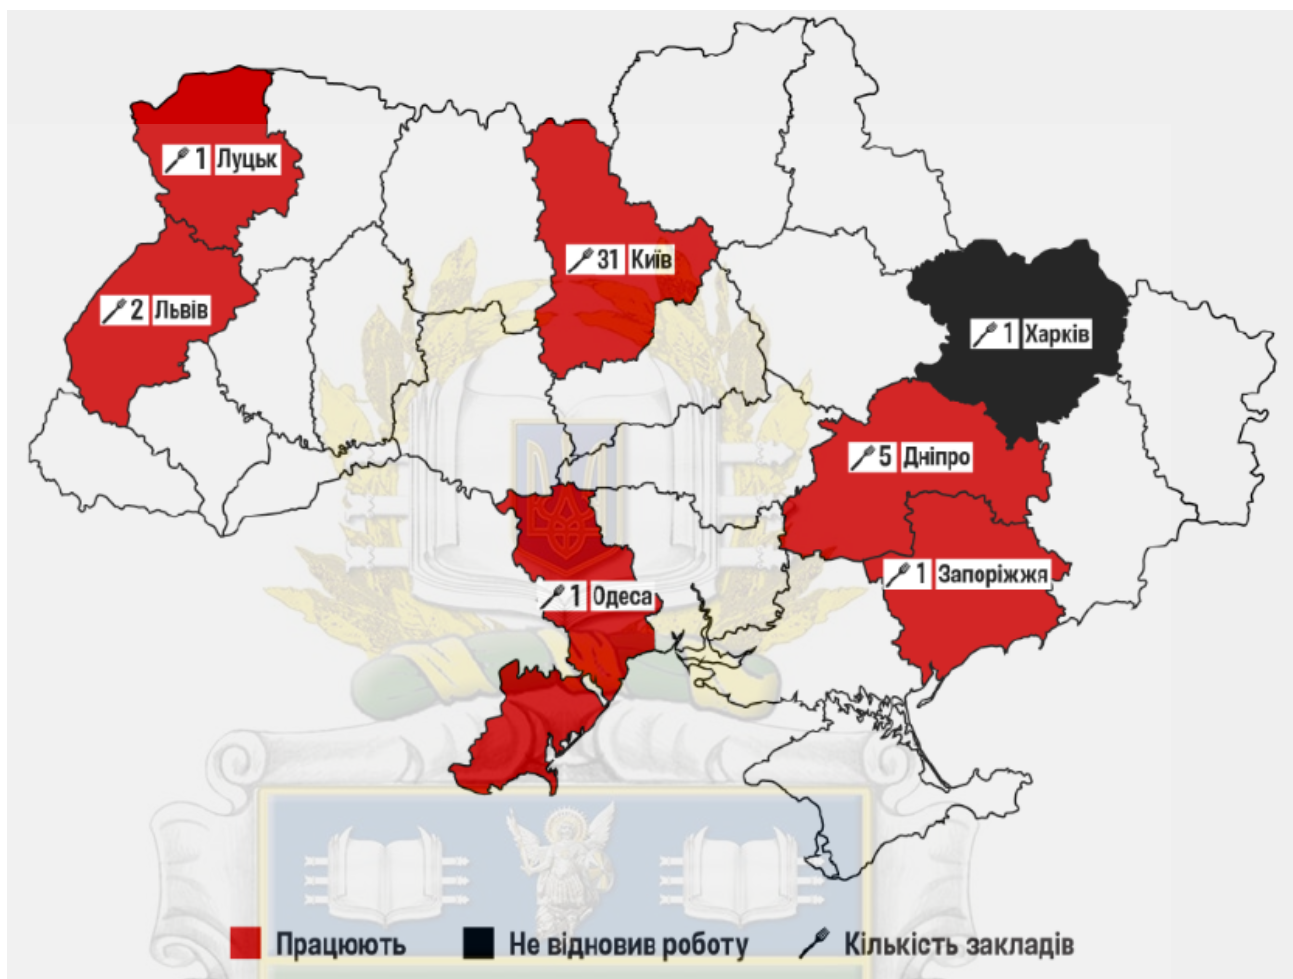 1 Луцьк
31 Київ
2 Львів
1 Харків
5 Дніпро
1 Запоріжжя
1 Одеса
Працюють Не відновив роботу Кількість закладів